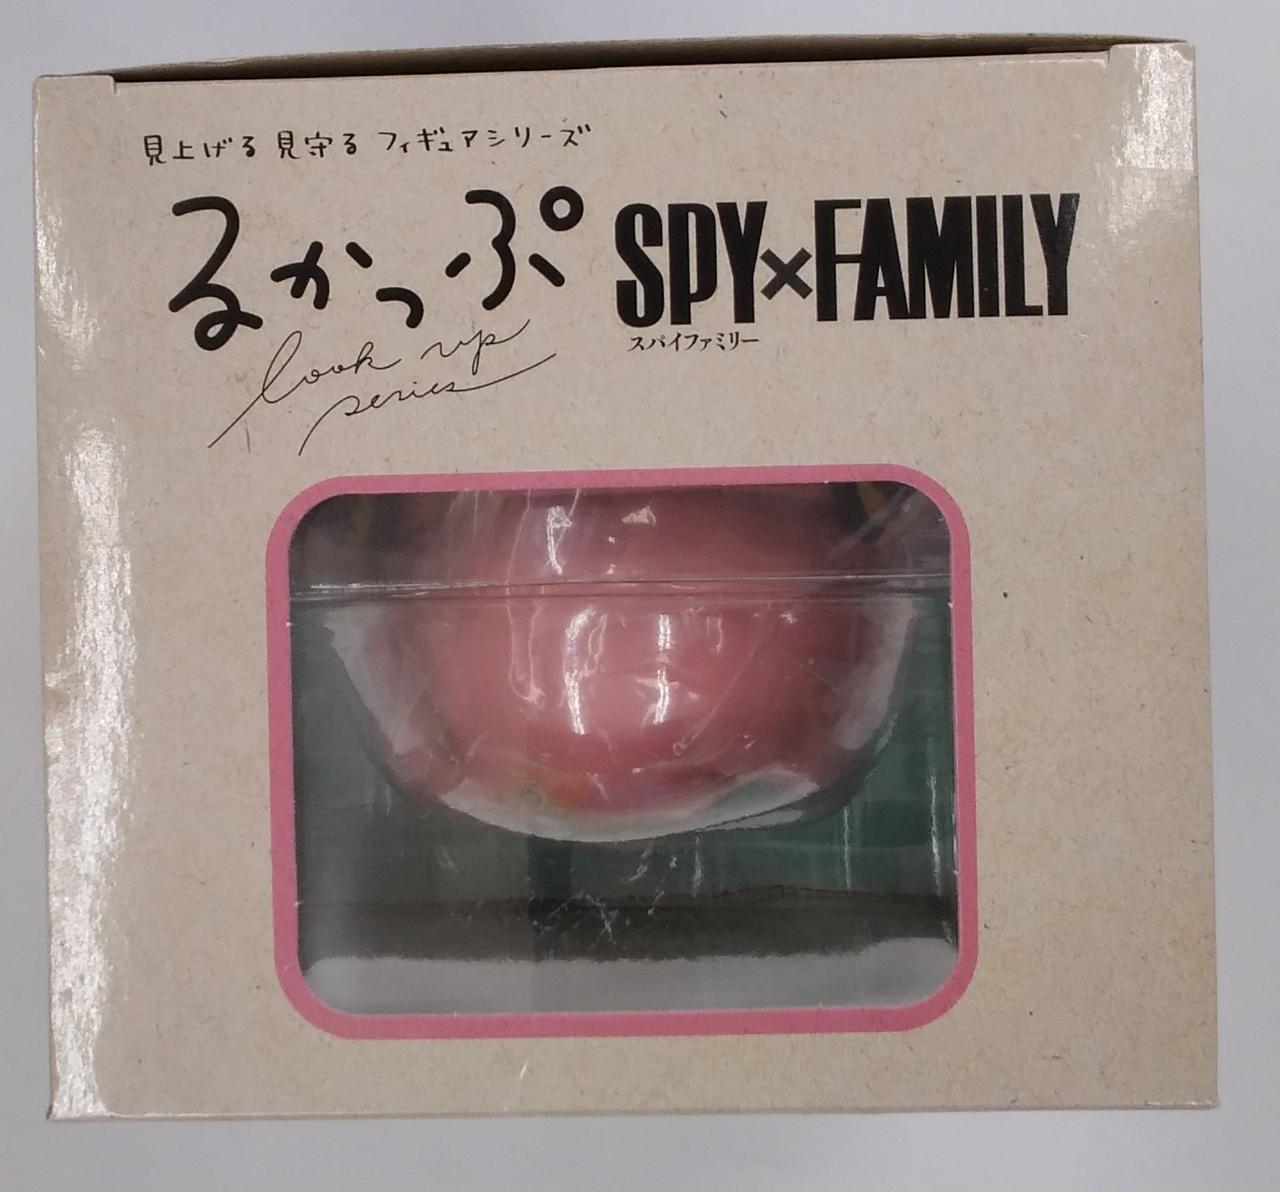 見上げる 見守る フィギュアシリーズ
るかっぷ
look up
series
SPY×FAMILY
スパイファミリー